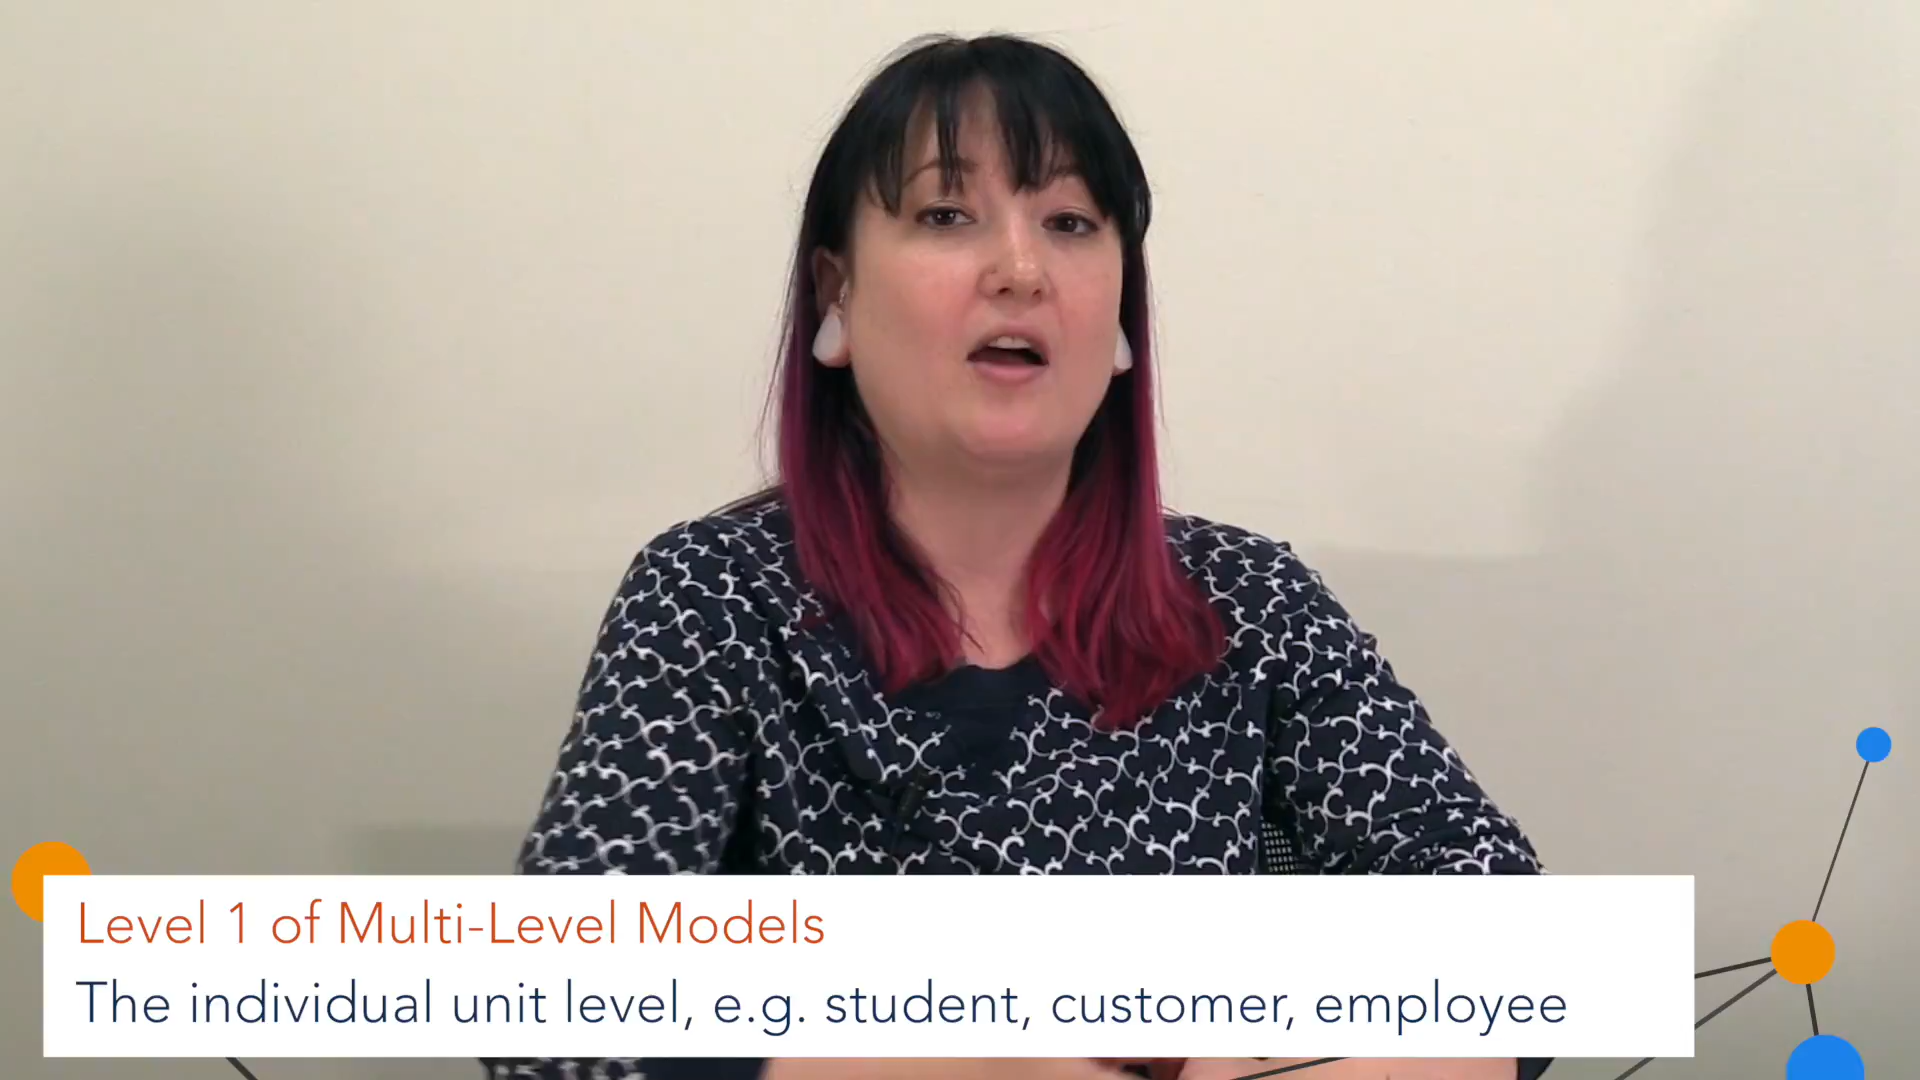 Level 1 of Multi-Level Models
The individual unit level, e.g. student, customer, employee